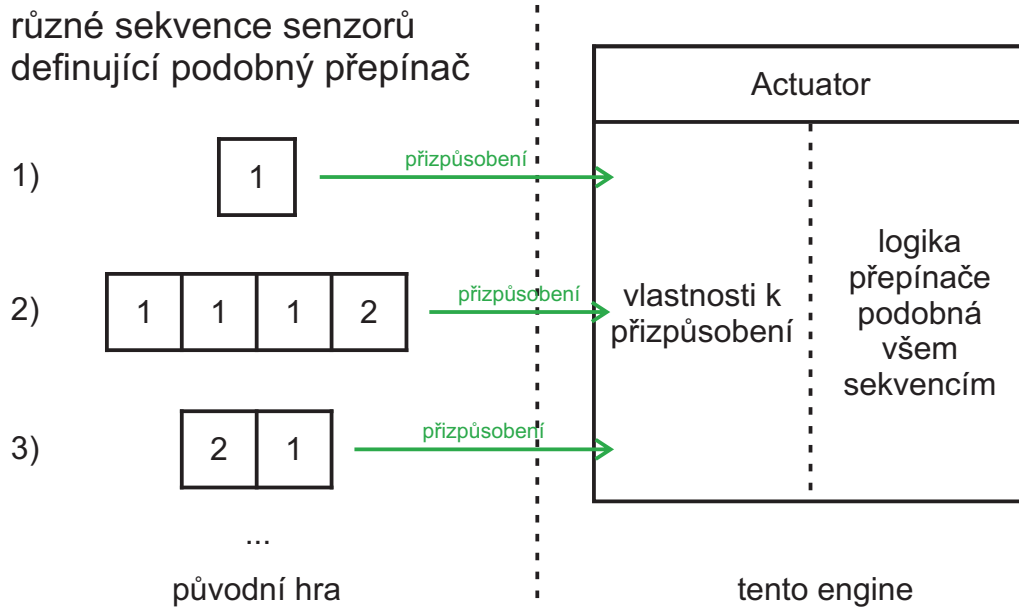 různé sekvence senzorů
definující podobný přepínač
Actuator
1)
1
přizpůsobení
2)
1 1 1 2
přizpůsobení
vlastnosti k
přizpůsobení
logika
přepínače
podobná
všem
sekvencím
3)
2 1
přizpůsobení
...
původní hra
tento engine